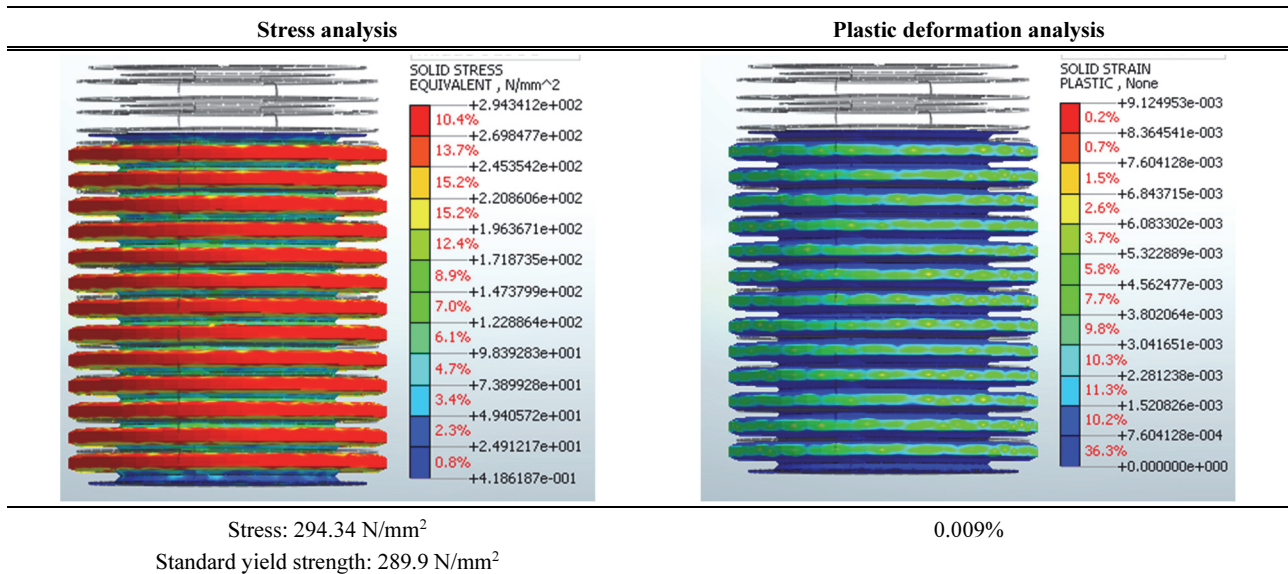 Stress analysis
Plastic deformation analysis
SOLID STRESS
EQUIVALENT , N/mm^2
+2.943412e+002
10.4%
+2.698477e+002
13.7%
+2.453542e+002
15.2%
+2.208606e+002
15.2%
+1.963671e+002
12.4%
+1.718735e+002
8.9%
+1.473799e+002
7.0%
+1.228864e+002
6.1%
+9.839283e+001
4.7%
+7.389928e+001
3.4%
+4.940572e+001
2.3%
+2.491217e+001
0.8%
+4.186187e-001
SOLID STRAIN
PLASTIC , None
+9.124953e-003
0.2%
+8.364541e-003
0.7%
+7.604128e-003
1.5%
+6.843715e-003
2.6%
+6.083302e-003
3.7%
+5.322889e-003
5.8%
+4.562477e-003
7.7%
+3.802064e-003
9.8%
+3.041651e-003
10.3%
+2.281238e-003
11.3%
+1.520826e-003
10.2%
+7.604128e-004
36.3%
+0.000000e+000
Stress: 294.34 N/mm²
Standard yield strength: 289.9 N/mm²
0.009%